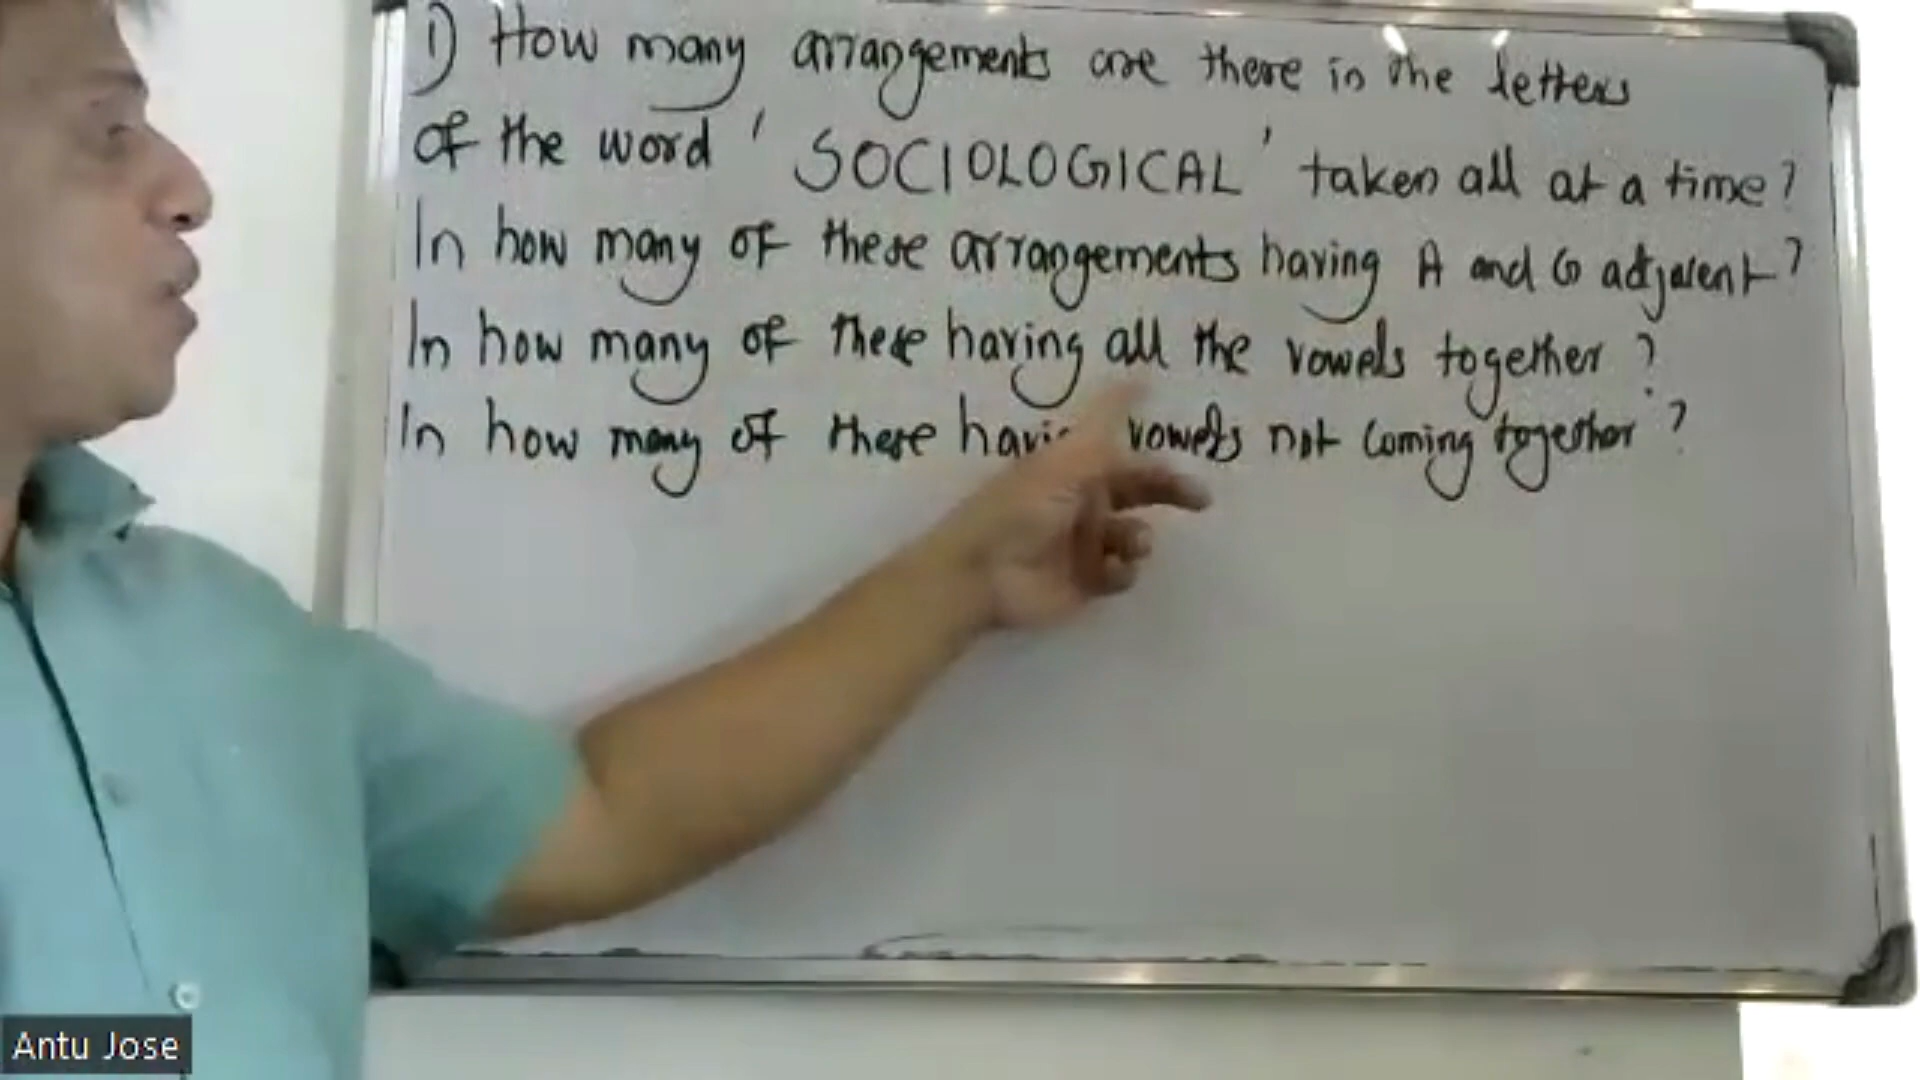 1) How many arrangements are there in the letters
of the word ' SOCIOLOGICAL ' taken all at a time?
In how many of these arrangements having A and G adjacent?
In how many of these having all the vowels together?
In how many of these vowels not coming together?
Antu Jose